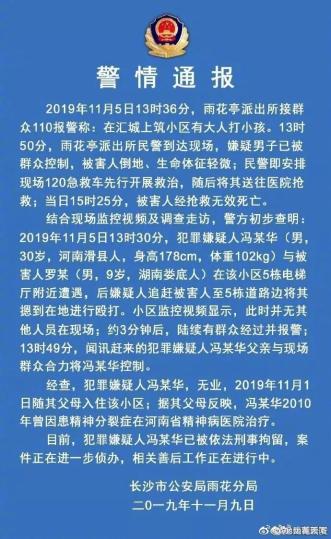 警情通报
2019年11月5日13时36分，雨花亭派出所接群
众110报警称：在汇城上筑小区有大人打小孩。13时
50分，雨花亭派出所民警到达现场，嫌疑男子已被
群众控制，被害人倒地、生命体征轻微；民警即安排
现场120急救车先行开展救治，随后将其送往医院抢
救；当日15时25分，被害人经抢救无效死亡。
结合现场监控视频及调查走访，警方初步查明：
2019年11月5日13时30分，犯罪嫌疑人冯某华（男，
30岁，河南滑县人，身高178cm，体重102kg）与被
害人罗某（男，9岁，湖南娄底人）在该小区5栋电梯
厅附近遭遇，后嫌疑人追赶被害人至5栋道路边将其
摁到在地进行殴打。小区监控视频显示，此时并无其
他人员在现场；约3分钟后，陆续有群众经过并报警；
13时49分，闻讯赶来的犯罪嫌疑人冯某华父亲与现场
群众合力将冯某华控制。
经查，犯罪嫌疑人冯某华，无业，2019年11月1
日随其父母入住该小区；据其父母反映，冯某华2010
年曾因患精神分裂症在河南省精神病医院治疗。
目前，犯罪嫌疑人冯某华已被依法刑事拘留，案
件正在进一步侦办，相关善后工作正在进行中。
长沙市公安局雨花分局
二〇一九年十一月九日